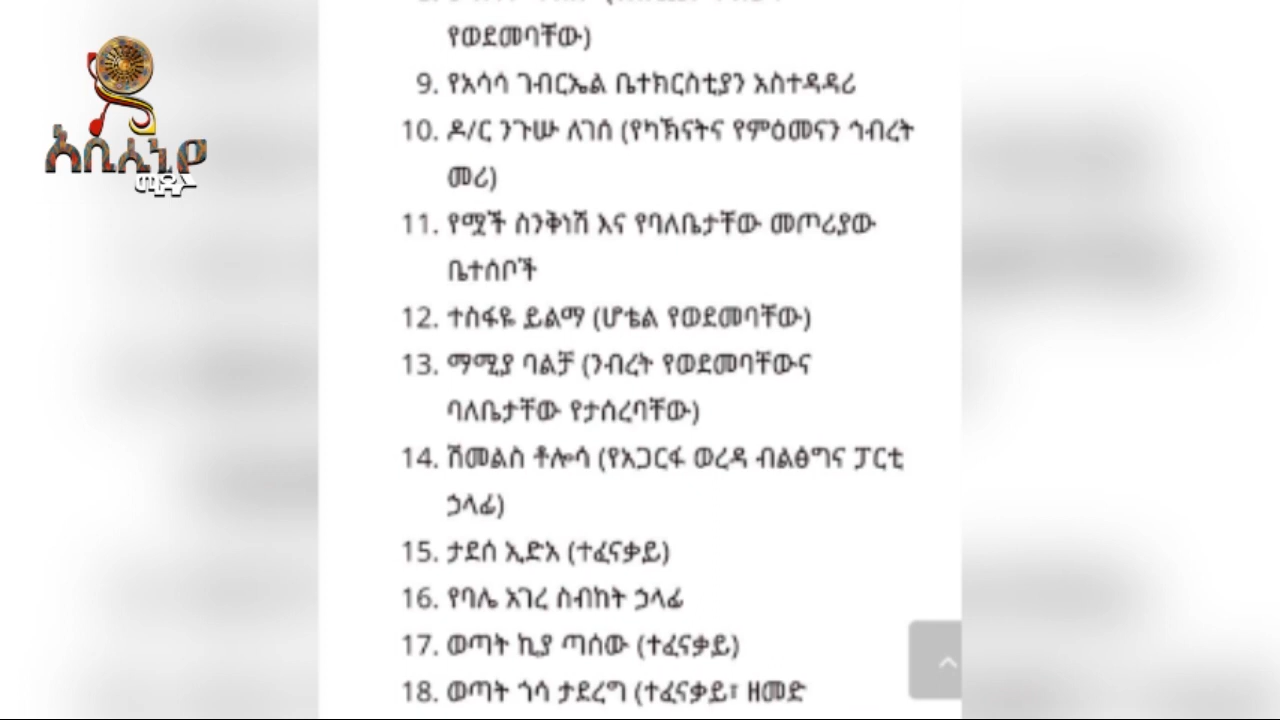 አቢሲኒያ
ሚዲያ
የወደመባቸው)
9. የአሳሳ ገብርኤል ቤተክርስቲያን አስተዳዳሪ
10. ዶ/ር ንጉሡ ለገሰ (የካኽናትና የምዕመናን ኅብረት
መሪ)
11. የሟች ስንቅነሽ እና የባለቤታቸው መጦሪያው
ቤተሰቦች
12. ተስፋዬ ይልማ (ሆቴል የወደመባቸው)
13. ማሚያ ባልቻ (ንብረት የወደመባቸውና
ባለቤታቸው የታሰረባቸው)
14. ሽመልስ ቶሎሳ (የአጋርፋ ወረዳ ብልፅግና ፓርቲ
ኃላፊ)
15. ታደሰ ኢድአ (ተፈናቃይ)
16. የባሌ አገረ ስብከት ኃላፊ
17. ወጣት ኪያ ጣሰው (ተፈናቃይ)
18. ወጣት ጎሳ ታደረግ (ተፈናቃይ፣ ዘመድ